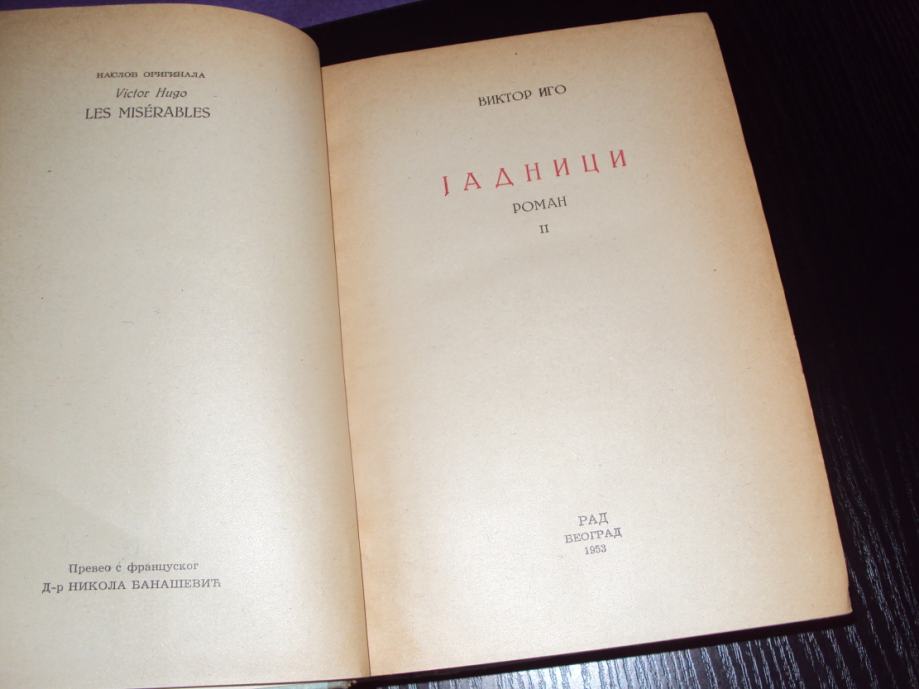 НАСЛОВ ОРИГИНАЛА
Victor Hugo
LES MISÉRABLES
Превео с француског
Д-р НИКОЛА БАНАШЕВИЋ
ВИКТОР ИГО
ЈАДНИЦИ
РОМАН
II
РАД
БЕОГРАД
1953